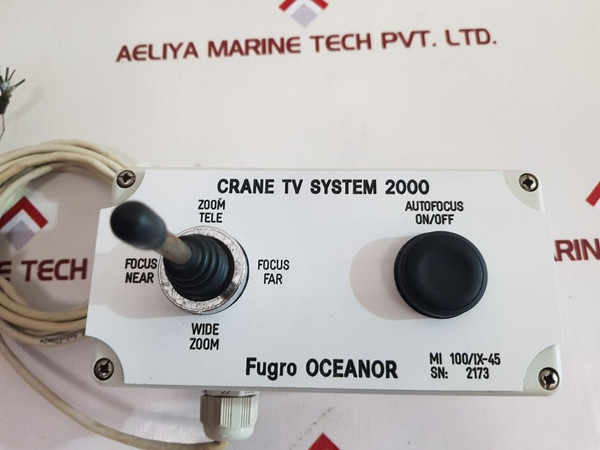 AELIYA MARINE TECH PVT. LTD.
E TECH
CRANE TV SYSTEM 2000
ZOOM
TELE
AUTOFOCUS
ON/OFF
FOCUS
NEAR
FOCUS
FAR
WIDE
ZOOM
Fugro OCEANOR
MI 100/IX-45
SN: 2173